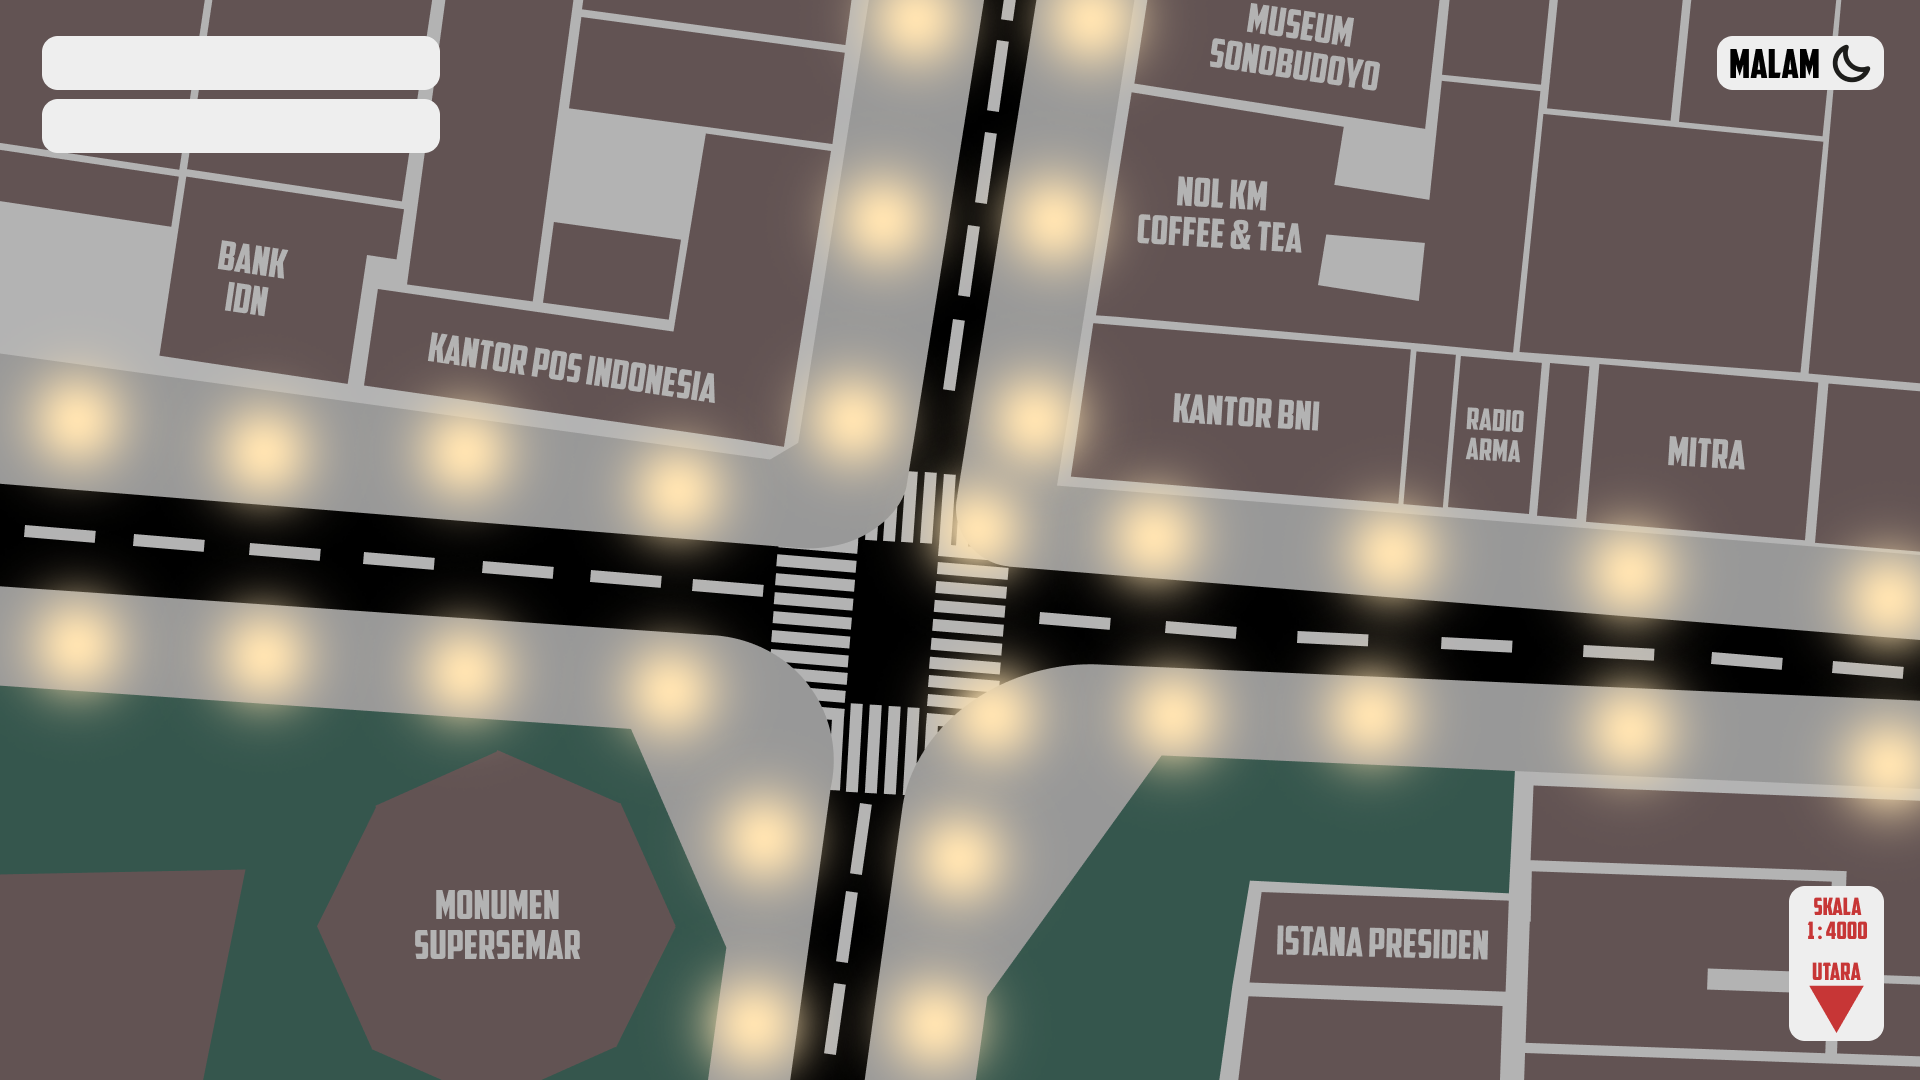 MUSEUM
SONOBUDOYO
MALAM
NOL KM
COFFEE & TEA
BANK
IDN
KANTOR POS INDONESIA
KANTOR BNI
RADIO
ARMA
MITRA
MONUMEN
SUPERSEMAR
ISTANA PRESIDEN
SKALA
1:4000
UTARA